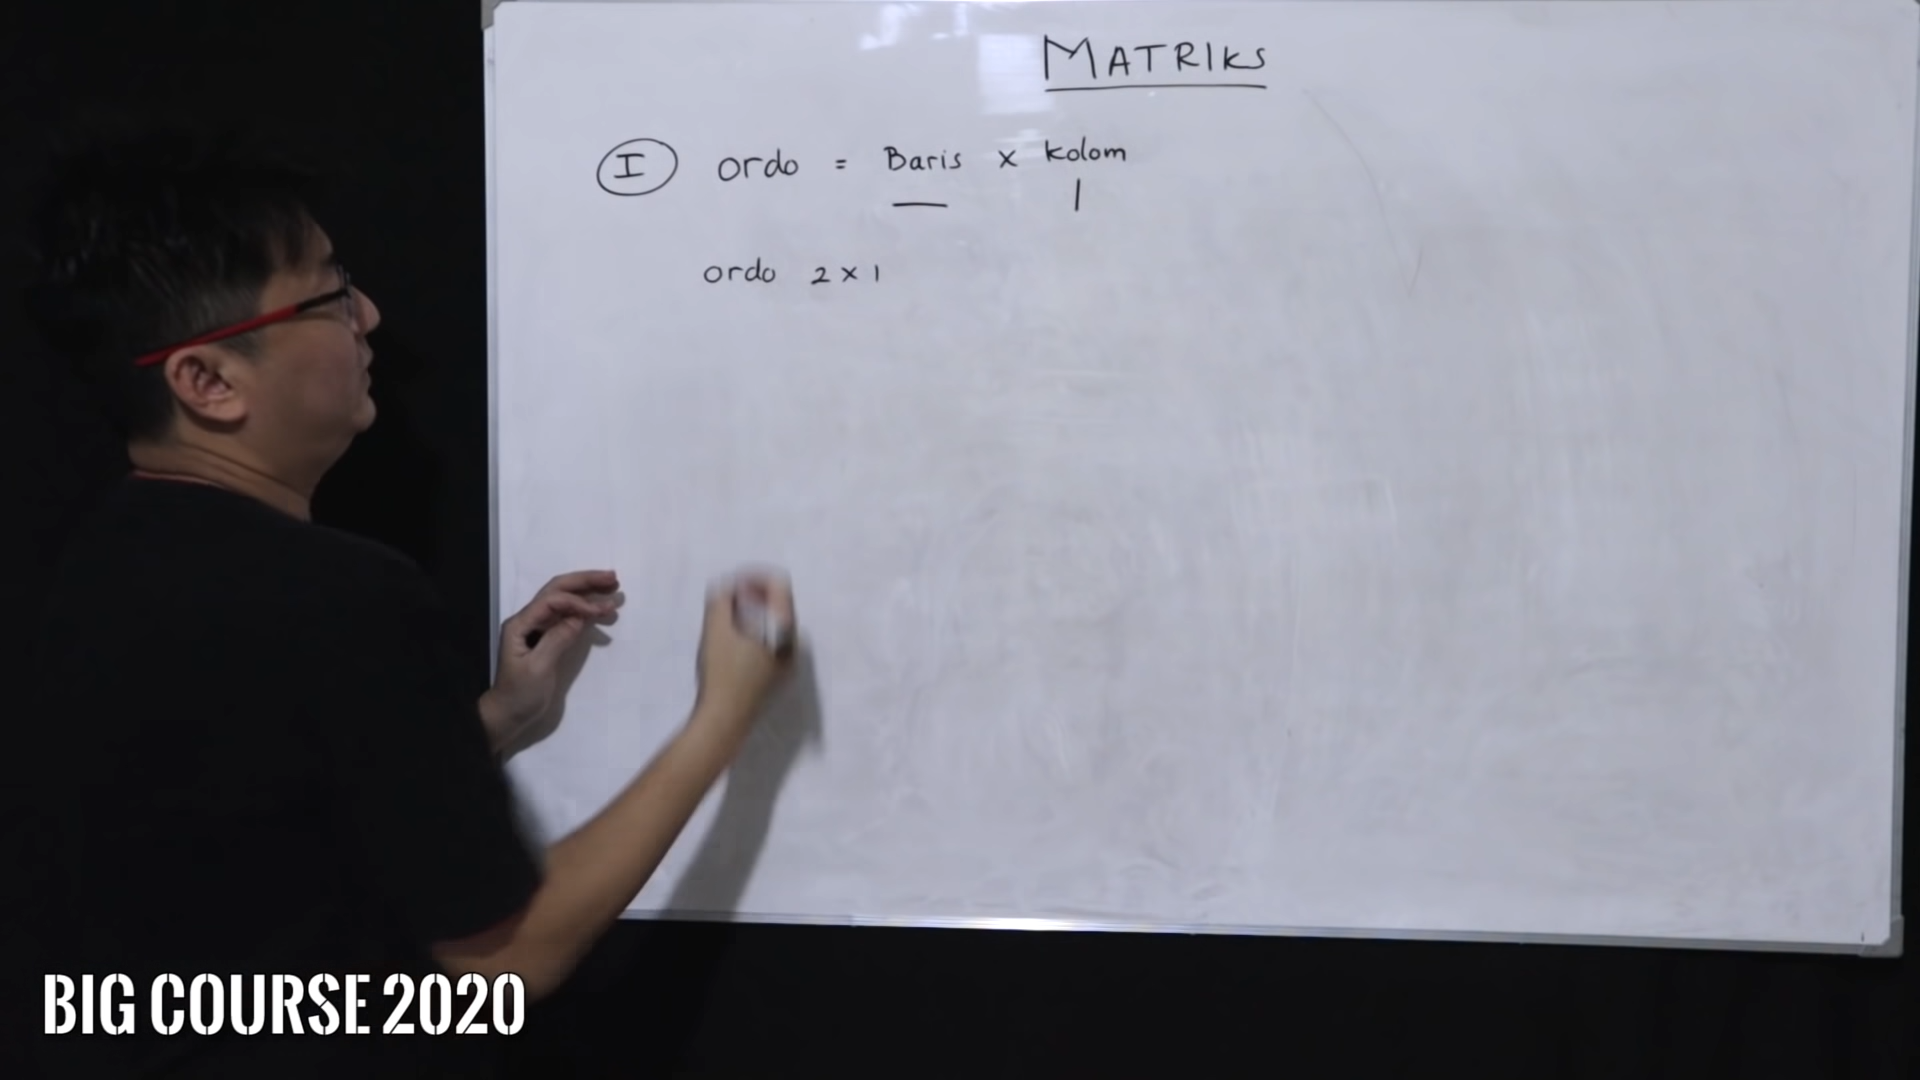 MATRIKS
I ordo = Baris x kolom
ordo 2 x 1
BIG COURSE 2020